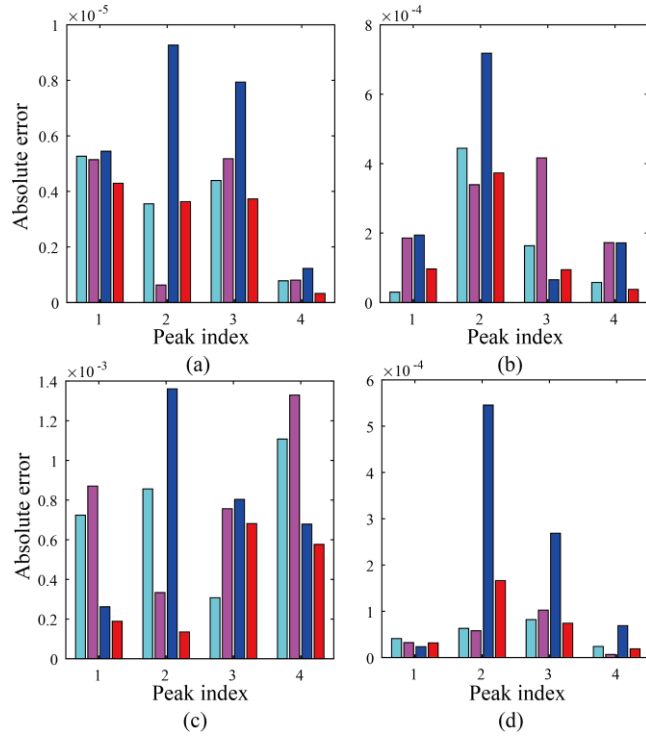 ×10⁻⁵
1
0.8
0.6
0.4
0.2
0
Absolute error
1 2 3 4
Peak index
(a)
×10⁻⁴
8
6
4
2
0
1 2 3 4
Peak index
(b)
×10⁻³
1.4
1.2
1
0.8
0.6
0.4
0.2
0
Absolute error
1 2 3 4
Peak index
(c)
×10⁻⁴
6
5
4
3
2
1
0
1 2 3 4
Peak index
(d)